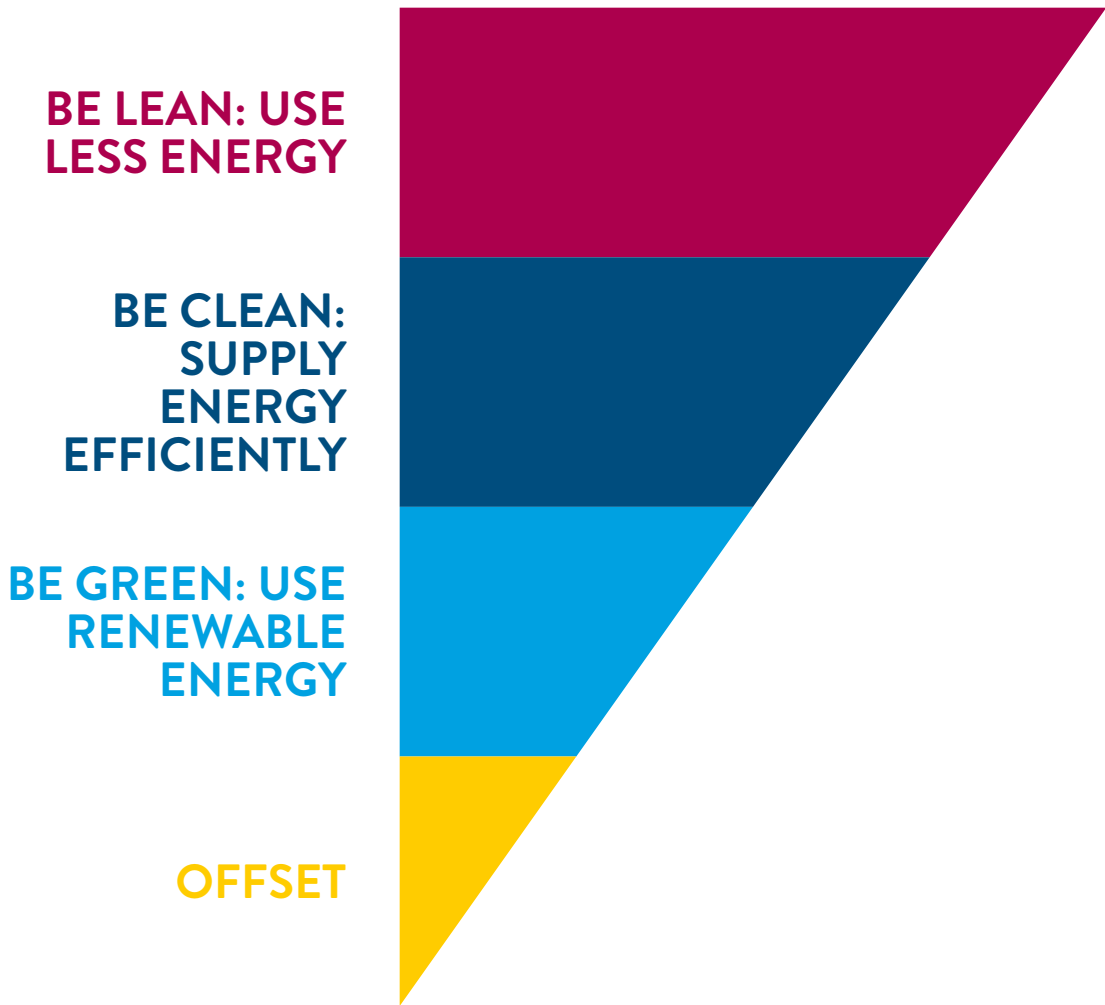 BE LEAN: USE
LESS ENERGY
BE CLEAN:
SUPPLY
ENERGY
EFFICIENTLY
BE GREEN: USE
RENEWABLE
ENERGY
OFFSET